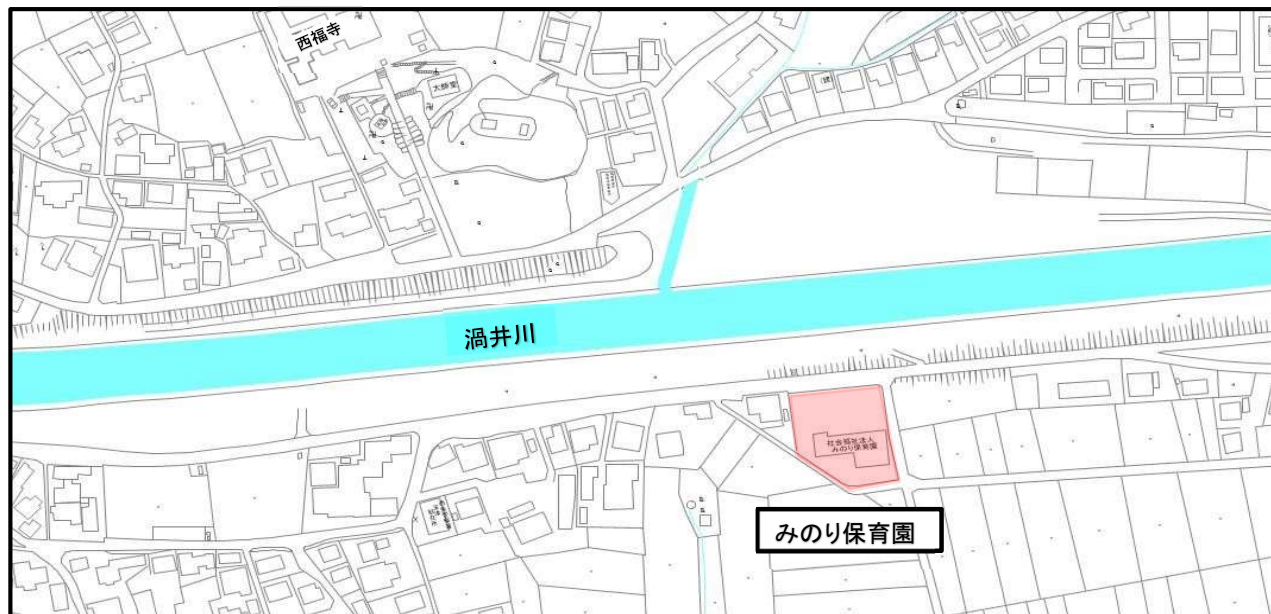 西福寺
大師堂
渦井川
社会福祉法人
みのり保育園
みのり保育園